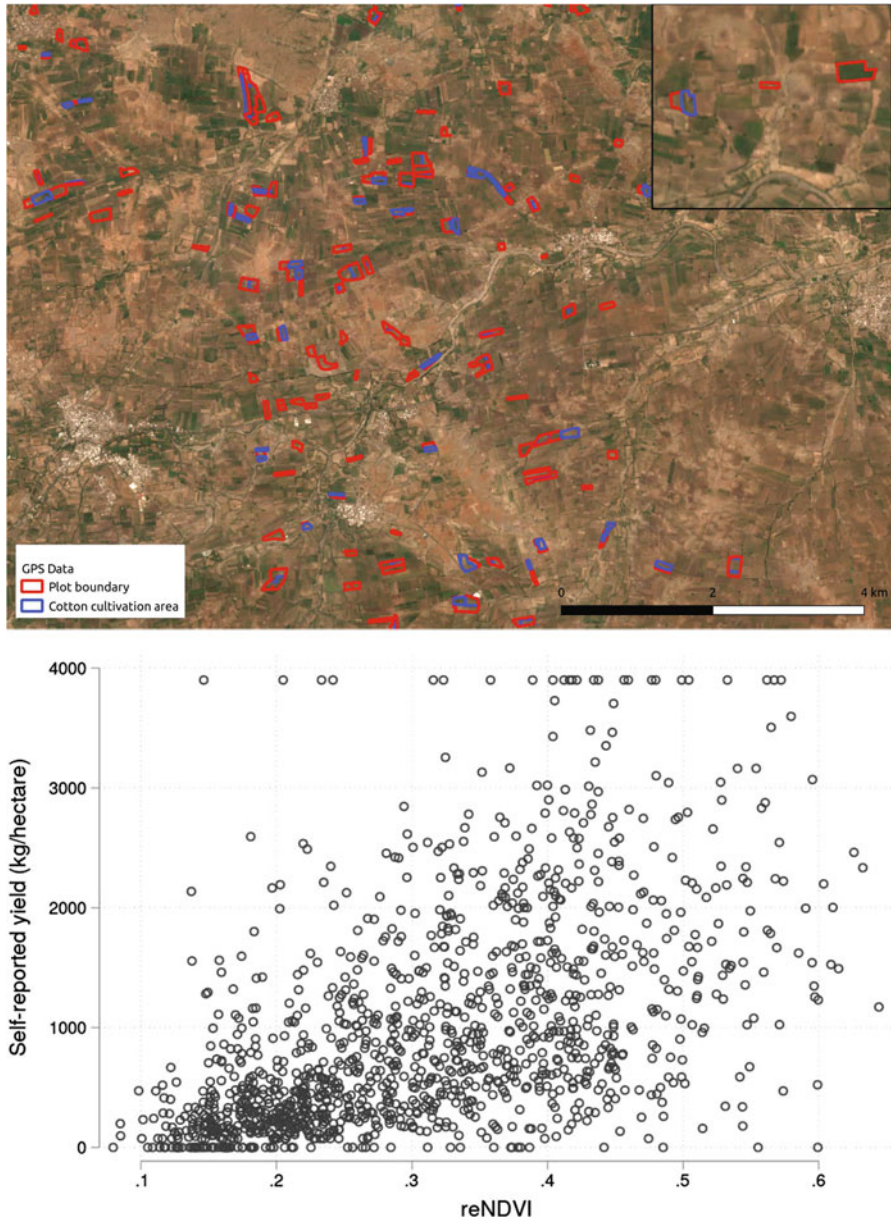 GPS Data
Plot boundary
Cotton cultivation area
0 2 4 km
4000
3000
2000
1000
0
Self-reported yield (kg/hectare)
.1 .2 .3 .4 .5 .6
reNDVI